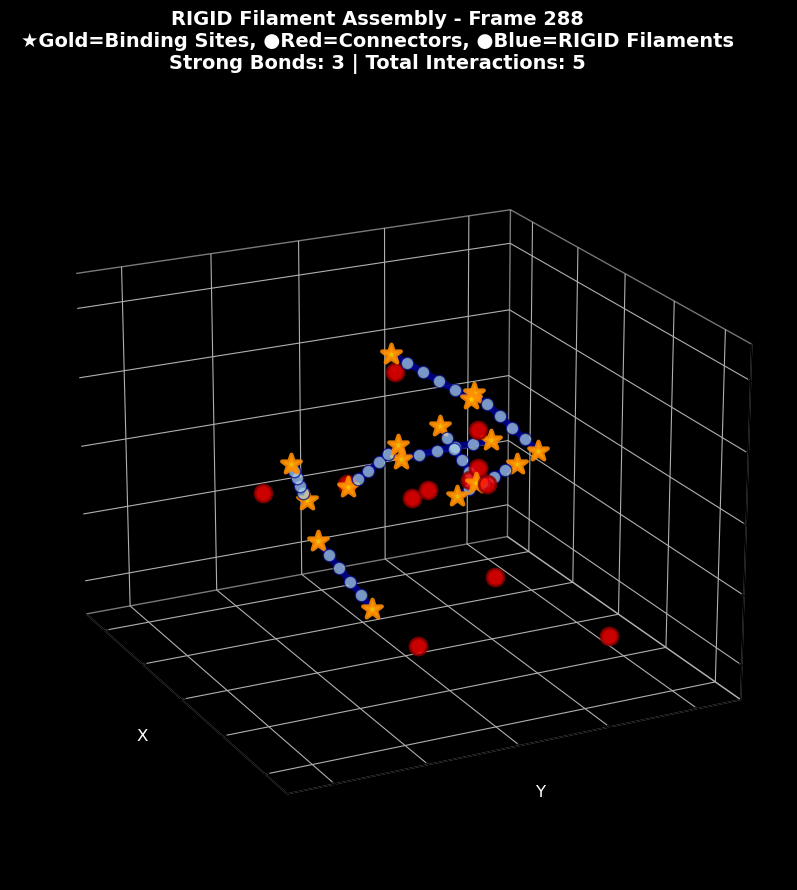 RIGID Filament Assembly - Frame 288
★Gold=Binding Sites, ●Red=Connectors, ●Blue=RIGID Filaments
Strong Bonds: 3 | Total Interactions: 5
X
Y